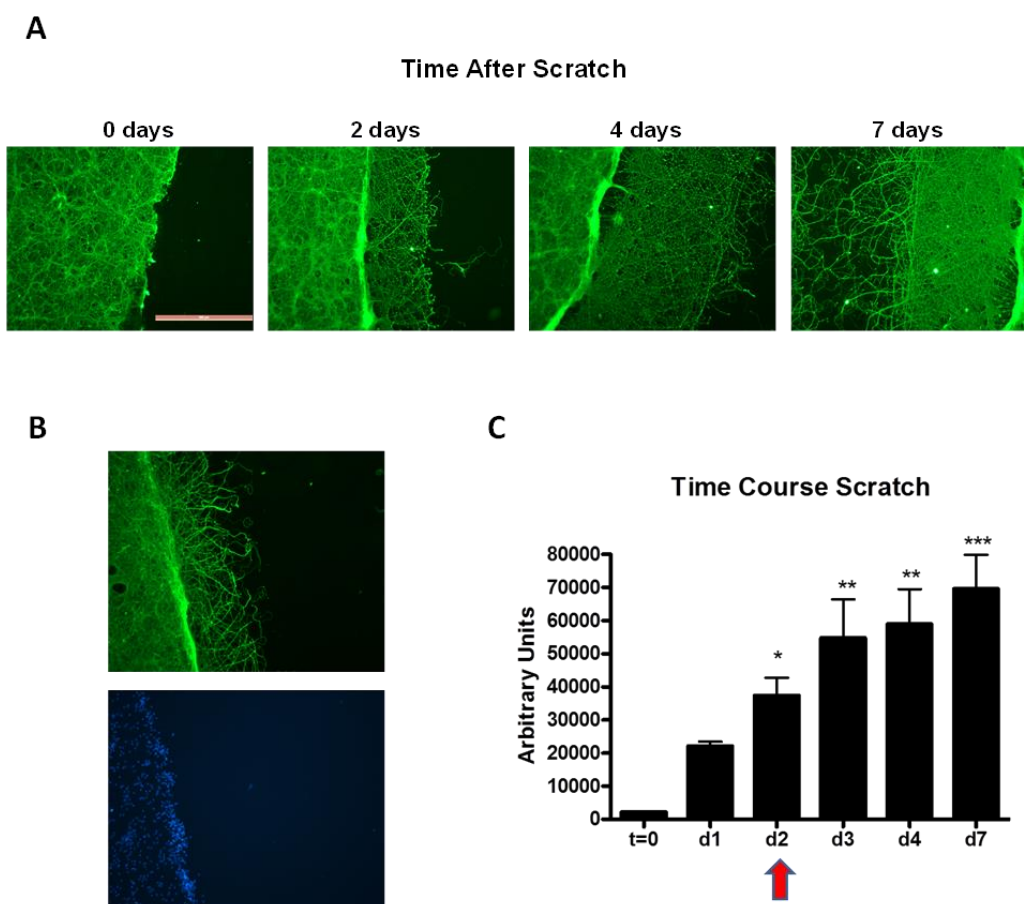 A
Time After Scratch
0 days 2 days 4 days 7 days
B
C
Time Course Scratch
Arbitrary Units
80000
70000
60000
50000
40000
30000
20000
10000
0
* ** ** ***
t=0 d1 d2 d3 d4 d7